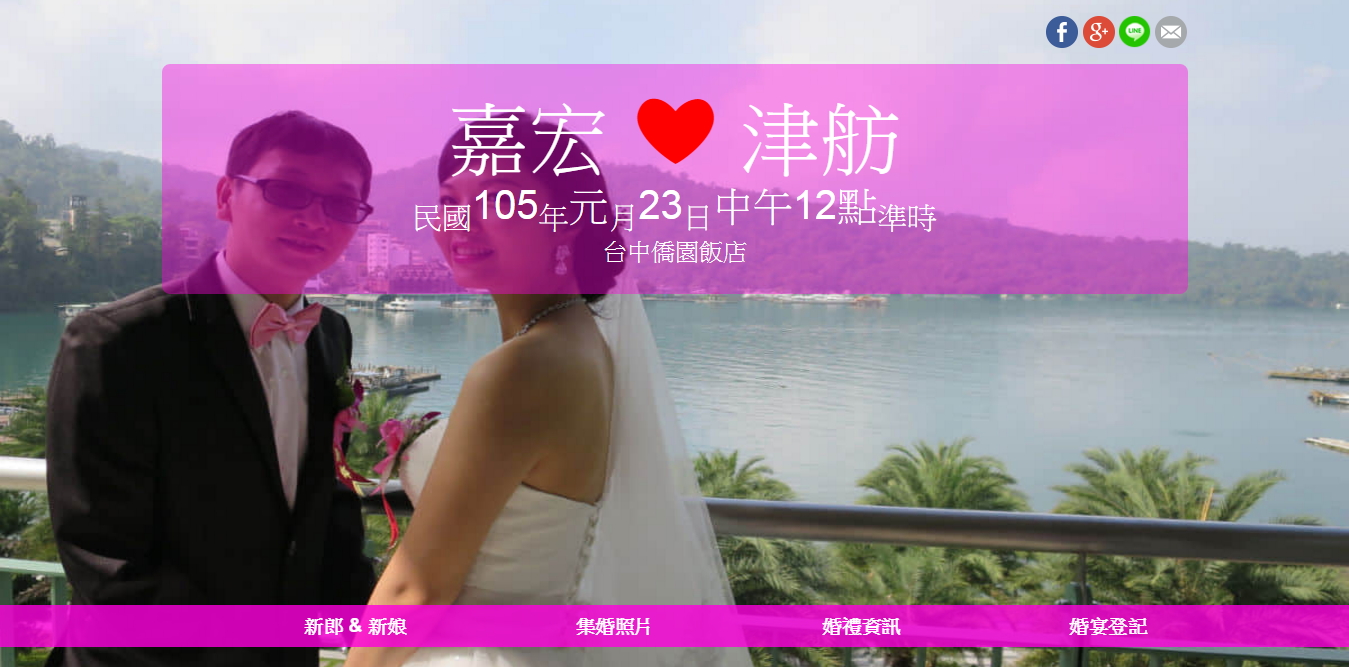 LINE
嘉宏 津舫
民國105年元月23日中午12點準時
台中僑園飯店
新郎 & 新娘 集婚照片 婚禮資訊 婚宴登記